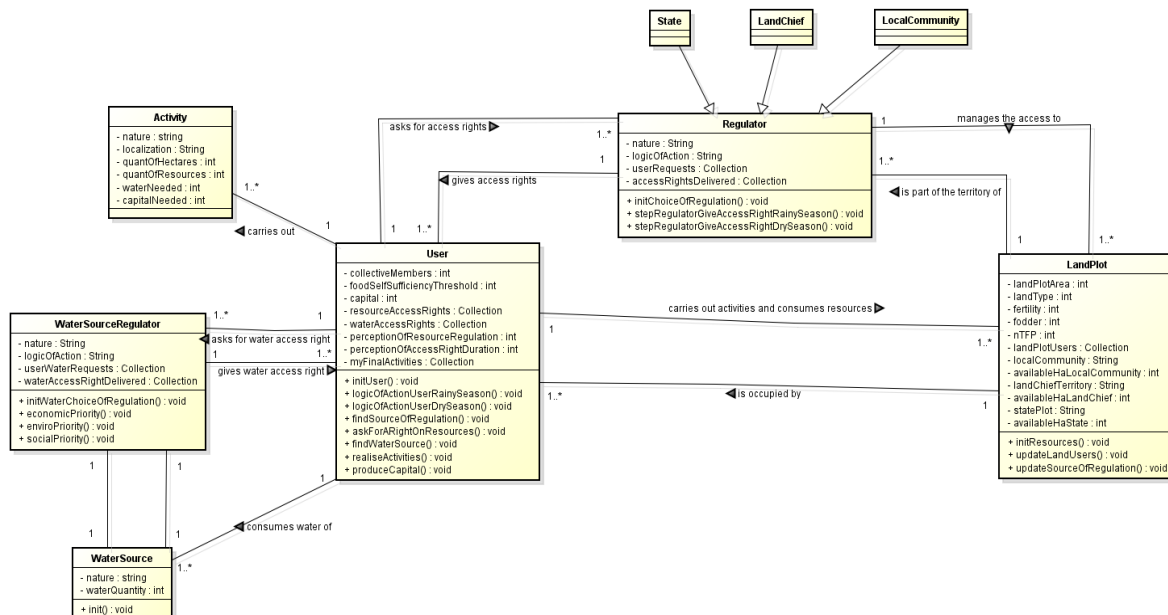 State
LandChief
LocalCommunity
Activity
- nature : string
- localization : String
- quantOfHectares : int
- quantOfResources : int
- waterNeeded : int
- capitalNeeded : int
1..*
1
carries out
asks for access rights
1..*
1
gives access rights
1
1..*
Regulator
- nature : String
- logicOfAction : String
- userRequests : Collection
- accessRightsDelivered : Collection
+ initChoiceOfRegulation() : void
+ stepRegulatorGiveAccessRightRainySeason() : void
+ stepRegulatorGiveAccessRightDrySeason() : void
1
manages the access to
1..*
1..*
is part of the territory of
1
User
- collectiveMembers : int
- foodSelfSufficiencyThreshold : int
- capital : int
- resourceAccessRights : Collection
- waterAccessRights : Collection
- perceptionOfResourceRegulation : int
- perceptionOfAccessRightDuration : int
- myFinalActivities : Collection
+ initUser() : void
+ logicOfActionUserRainySeason() : void
+ logicOfActionUserDrySeason() : void
+ findSourceOfRegulation() : void
+ askForARightOnResources() : void
+ findWaterSource() : void
+ realiseActivities() : void
+ produceCapital() : void
LandPlot
- landPlotArea : int
- landType : int
- fertility : int
- fodder : int
- nTFP : int
- landPlotUsers : Collection
- localCommunity : String
- availableHaLocalCommunity : int
- landChiefTerritory : String
- availableHaLandChief : int
- statePlot : String
- availableHaState : int
+ initResources() : void
+ updateLandUsers() : void
+ updateSourceOfRegulation() : void
carries out activities and consumes resources
1
1..*
is occupied by
1..*
1
WaterSourceRegulator
- nature : String
- logicOfAction : String
- userWaterRequests : Collection
- waterAccessRightDelivered : Collection
+ initWaterChoiceOfRegulation() : void
+ economicPriority() : void
+ enviroPriority() : void
+ socialPriority() : void
1..*
1
asks for water access right
1
1..*
gives water access right
1
1
1
1
1
consumes water of
1..*
WaterSource
- nature : string
- waterQuantity : int
+ init() : void